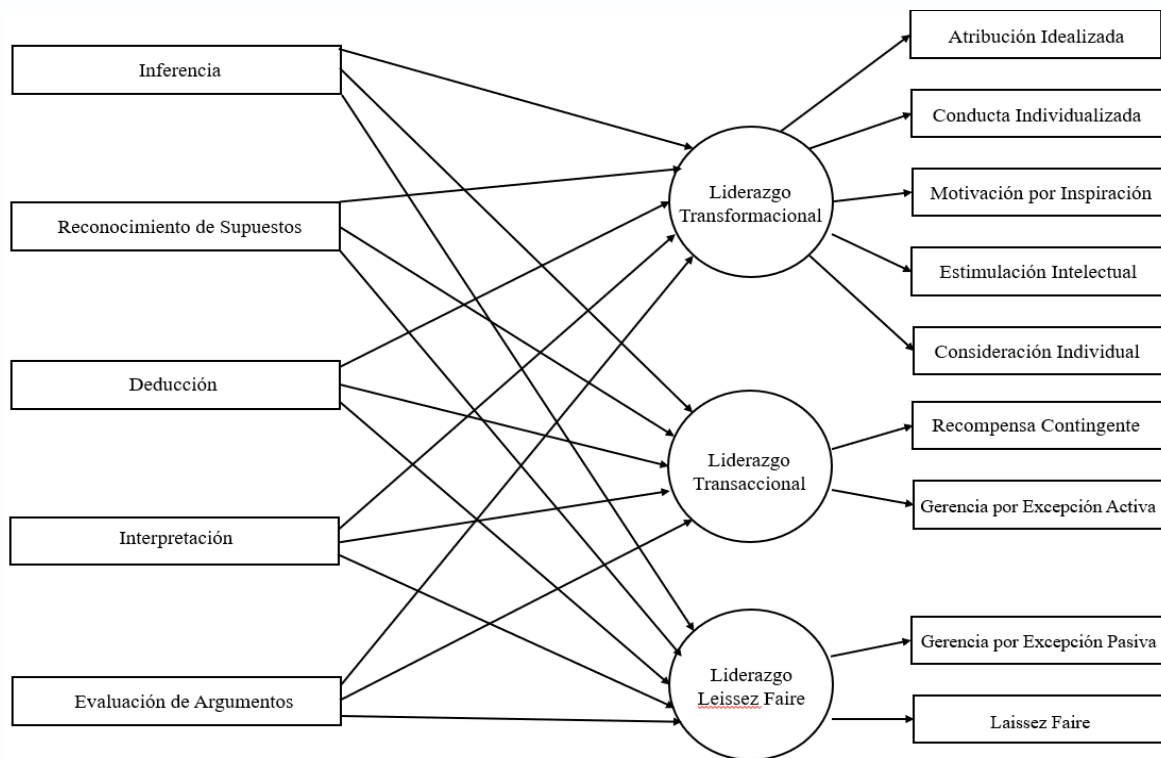 Inferencia
Reconocimiento de Supuestos
Deducción
Interpretación
Evaluación de Argumentos
Liderazgo
Transformacional
Liderazgo
Transaccional
Liderazgo
Leissez Faire
Atribución Idealizada
Conducta Individualizada
Motivación por Inspiración
Estimulación Intelectual
Consideración Individual
Recompensa Contingente
Gerencia por Excepción Activa
Gerencia por Excepción Pasiva
Laissez Faire